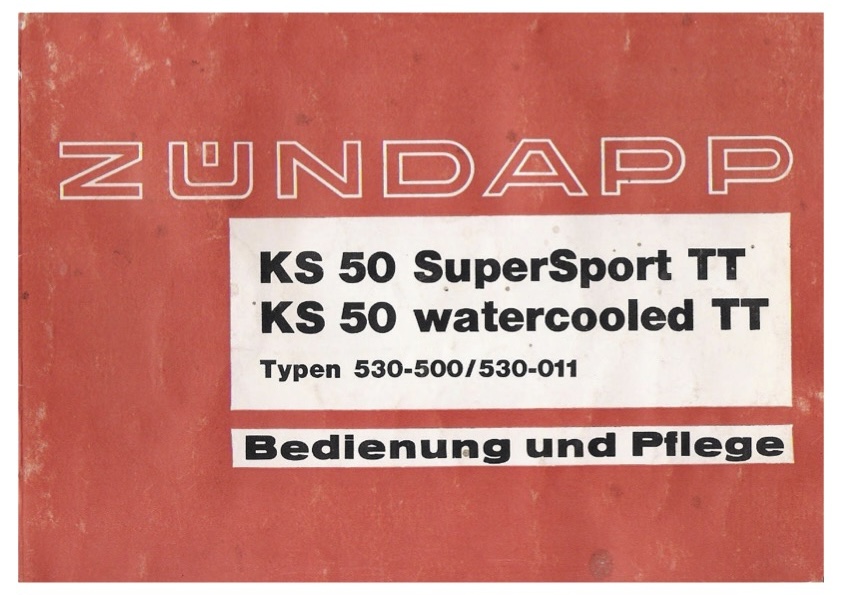 ZÜNDAPP
KS 50 SuperSport TT
KS 50 watercooled TT
Typen 530-500/530-011
Bedienung und Pflege